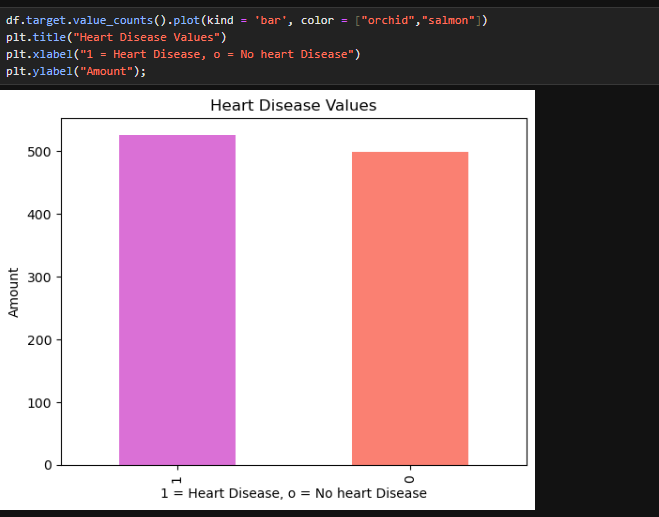 df.target.value_counts().plot(kind = 'bar', color = ["orchid","salmon"])
plt.title("Heart Disease Values")
plt.xlabel("1 = Heart Disease, o = No heart Disease")
plt.ylabel("Amount");
Heart Disease Values
500
400
300
200
100
0
Amount
1
0
1 = Heart Disease, o = No heart Disease